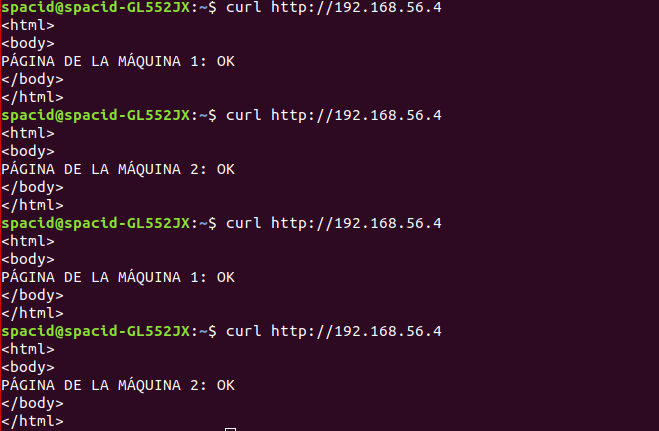 spacid@spacid-GL552JX:~$ curl http://192.168.56.4
<html>
<body>
PÁGINA DE LA MÁQUINA 1: OK
</body>
</html>
spacid@spacid-GL552JX:~$ curl http://192.168.56.4
<html>
<body>
PÁGINA DE LA MÁQUINA 2: OK
</body>
</html>
spacid@spacid-GL552JX:~$ curl http://192.168.56.4
<html>
<body>
PÁGINA DE LA MÁQUINA 1: OK
</body>
</html>
spacid@spacid-GL552JX:~$ curl http://192.168.56.4
<html>
<body>
PÁGINA DE LA MÁQUINA 2: OK
</body>
</html>